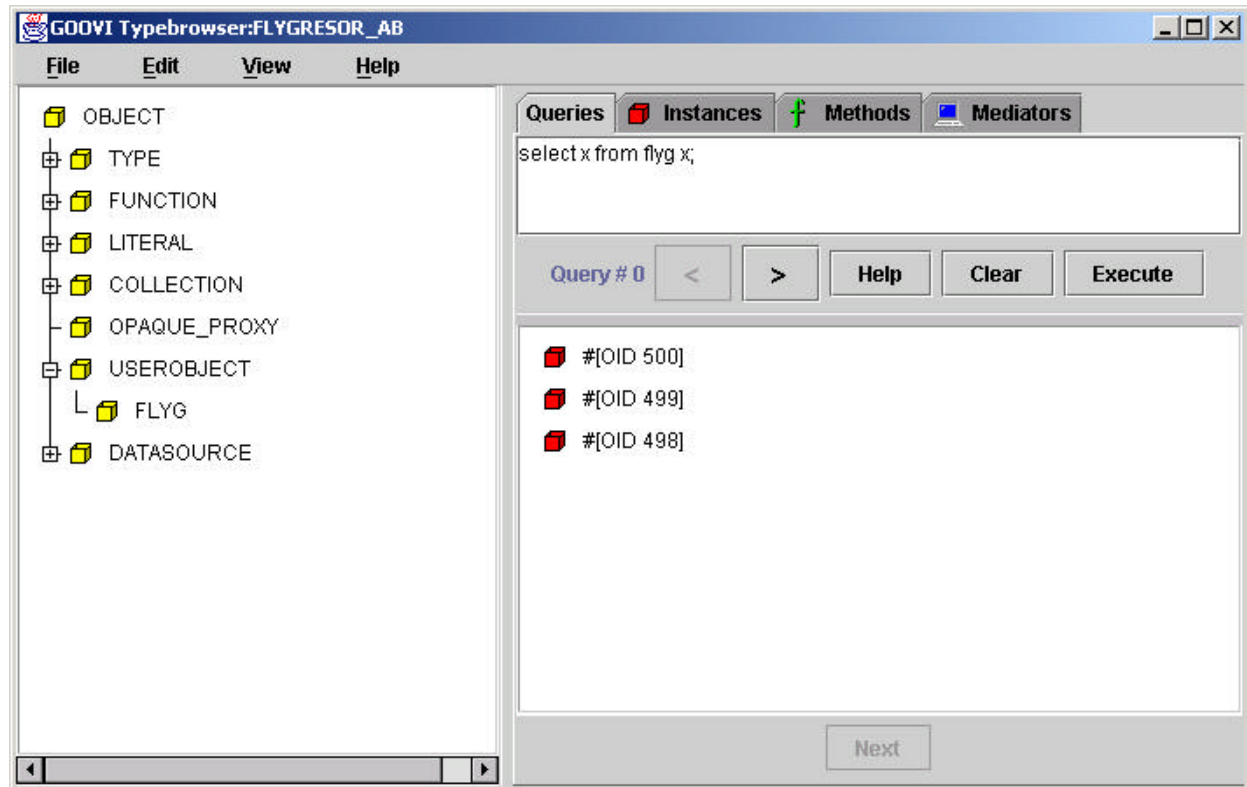 GOOVI Typebrowser:FLYGRESOR_AB
File Edit View Help
OBJECT
TYPE
FUNCTION
LITERAL
COLLECTION
OPAQUE_PROXY
USEROBJECT
FLYG
DATASOURCE
Queries Instances Methods Mediators
select x from flyg x;
Query # 0 < > Help Clear Execute
#[OID 500]
#[OID 499]
#[OID 498]
Next